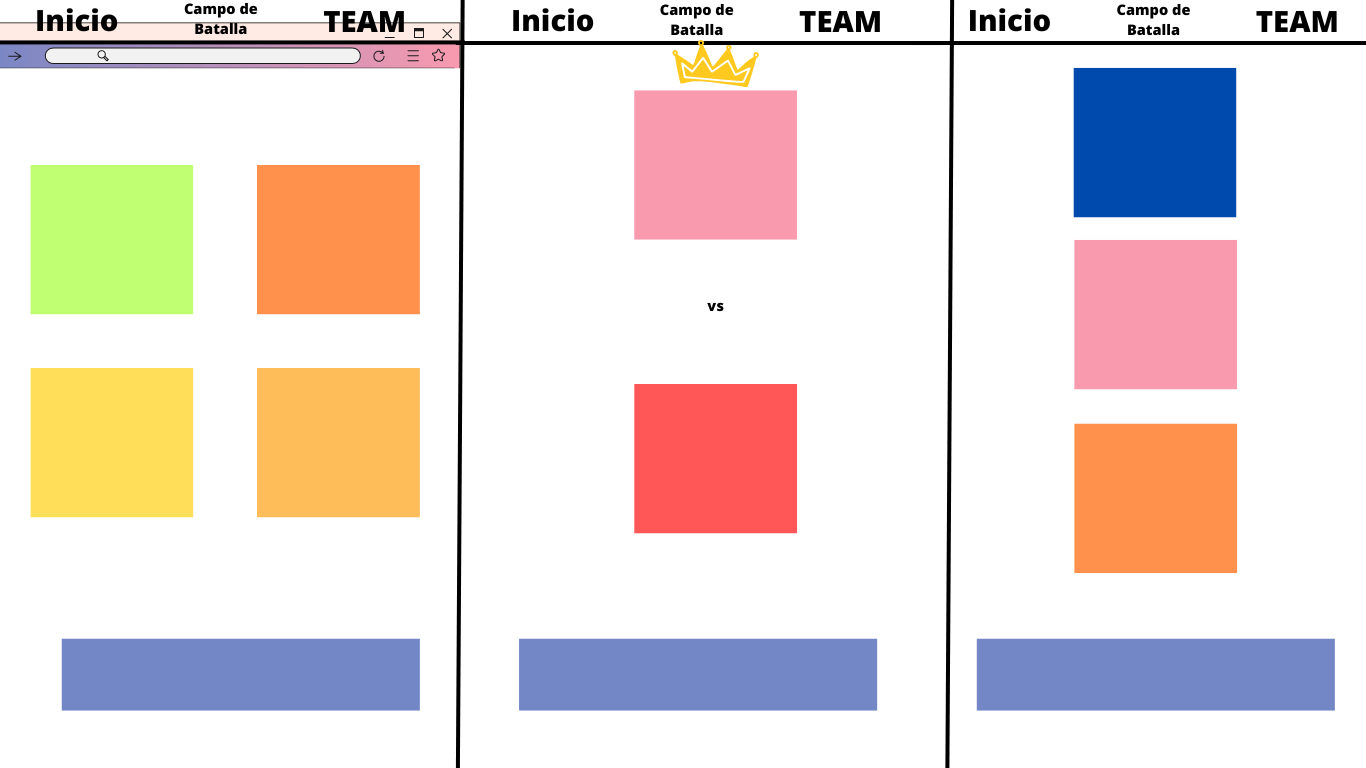 Inicio
Campo de
Batalla
TEAM
Inicio
Campo de
Batalla
TEAM
Inicio
Campo de
Batalla
TEAM
vs